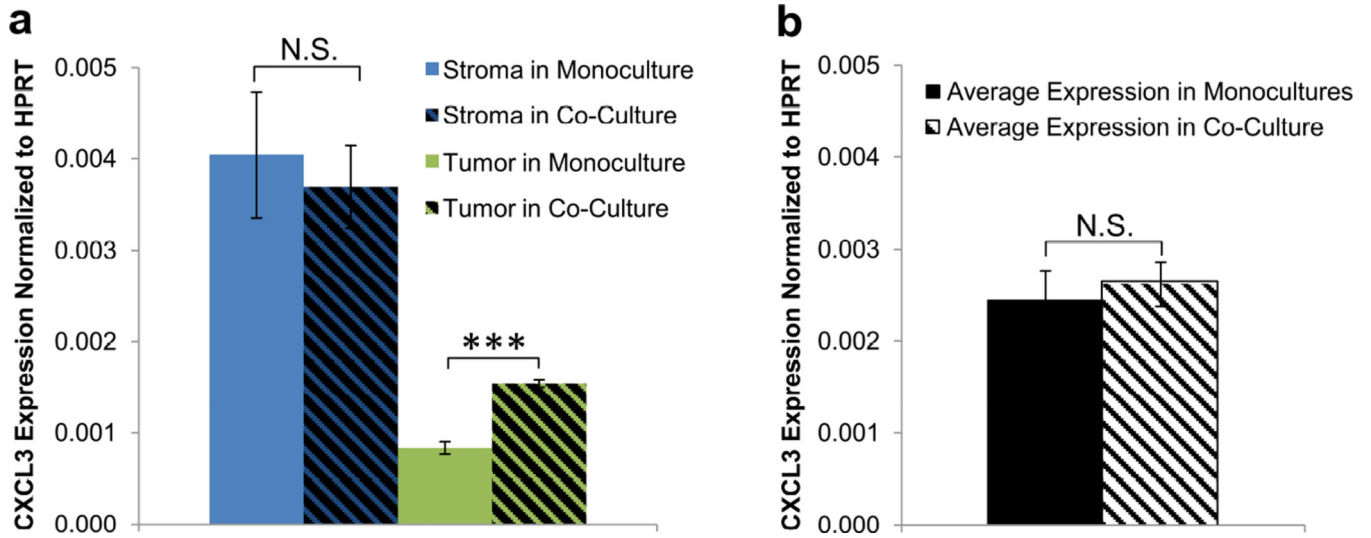 a
CXCL3 Expression Normalized to HPRT
0.005
0.004
0.003
0.002
0.001
0.000
N.S.
***
Stroma in Monoculture
Stroma in Co-Culture
Tumor in Monoculture
Tumor in Co-Culture
b
CXCL3 Expression Normalized to HPRT
0.005
0.004
0.003
0.002
0.001
0.000
N.S.
Average Expression in Monocultures
Average Expression in Co-Culture